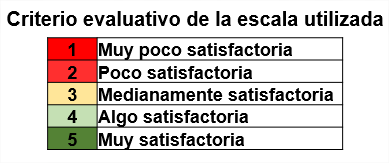 Criterio evaluativo de la escala utilizada
1 Muy poco satisfactoria
2 Poco satisfactoria
3 Medianamente satisfactoria
4 Algo satisfactoria
5 Muy satisfactoria